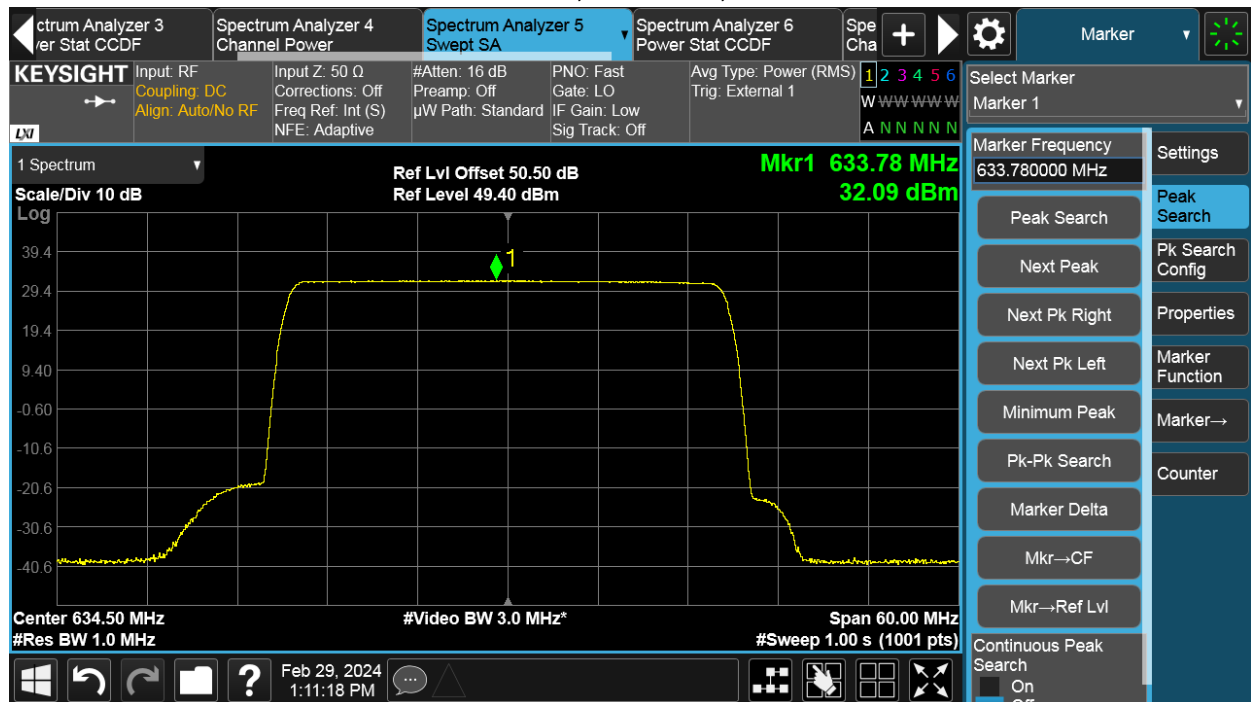 ctrum Analyzer 3
ver Stat CCDF
Spectrum Analyzer 4
Channel Power
Spectrum Analyzer 5
Swept SA
Spectrum Analyzer 6
Power Stat CCDF
Spe
Cha
+
Marker
KEYSIGHT
LXI
Input: RF
Coupling: DC
Align: Auto/No RF
Input Z: 50 Ω
Corrections: Off
Freq Ref: Int (S)
NFE: Adaptive
#Atten: 16 dB
Preamp: Off
µW Path: Standard
PNO: Fast
Gate: LO
IF Gain: Low
Sig Track: Off
Avg Type: Power (RMS)
Trig: External 1
1 2 3 4 5 6
W W W W W W
A N N N N N
Select Marker
Marker 1
1 Spectrum
Scale/Div 10 dB
Log
Ref Lvl Offset 50.50 dB
Ref Level 49.40 dBm
Mkr1 633.78 MHz
32.09 dBm
1
39.4
29.4
19.4
9.40
-0.60
-10.6
-20.6
-30.6
-40.6
Center 634.50 MHz
#Res BW 1.0 MHz
#Video BW 3.0 MHz*
Span 60.00 MHz
#Sweep 1.00 s (1001 pts)
Marker Frequency
633.780000 MHz
Peak Search
Next Peak
Next Pk Right
Next Pk Left
Minimum Peak
Pk-Pk Search
Marker Delta
Mkr→CF
Mkr→Ref Lvl
Continuous Peak
Search
On
Off
Settings
Peak
Search
Pk Search
Config
Properties
Marker
Function
Marker→
Counter
?
Feb 29, 2024
1:11:18 PM